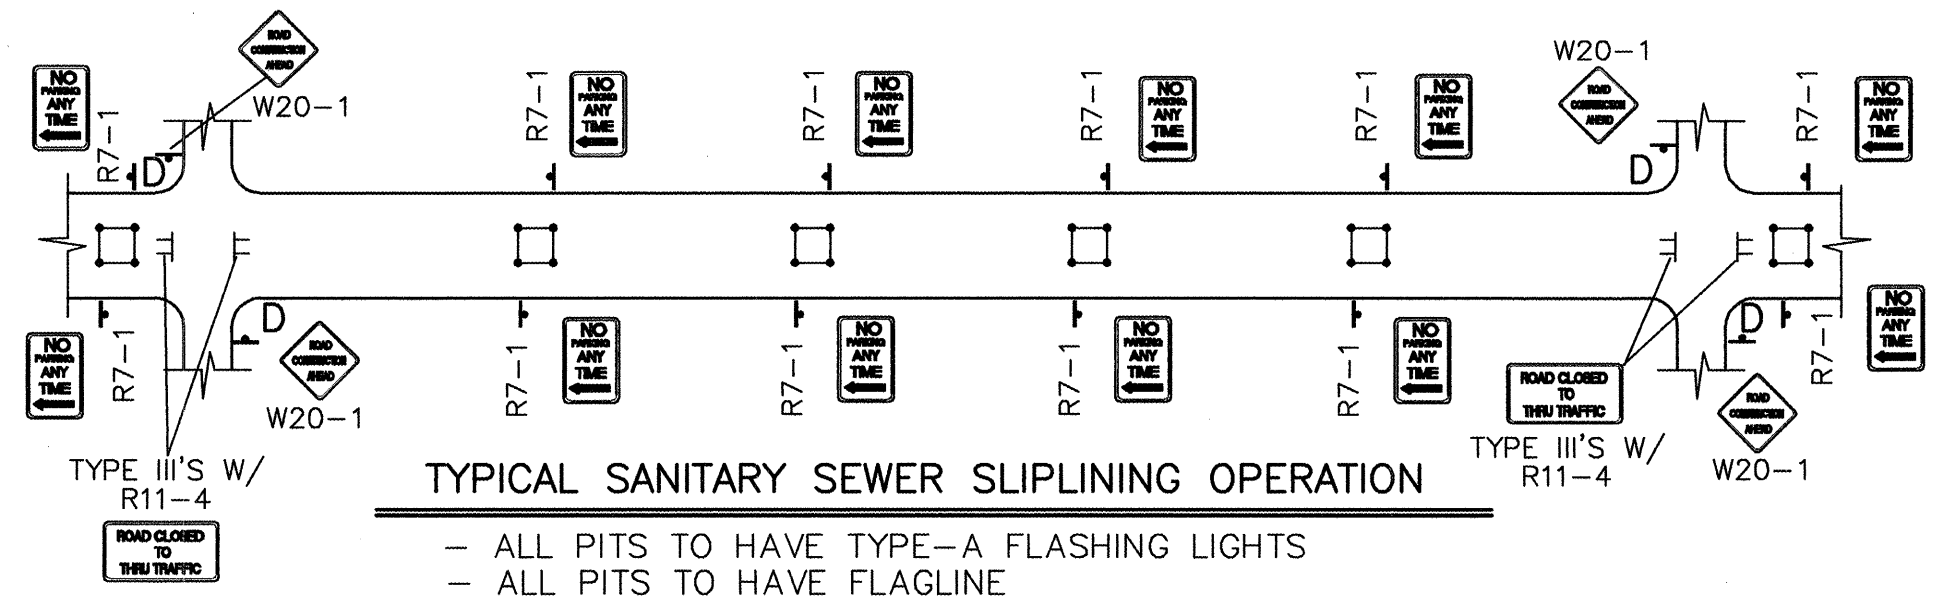 ROAD
CONSTRUCTION
AHEAD
W20-1
W20-1
ROAD
CONSTRUCTION
AHEAD
NO
PARKING
ANY
TIME
R7-1
R7-1
NO
PARKING
ANY
TIME
R7-1
NO
PARKING
ANY
TIME
R7-1
NO
PARKING
ANY
TIME
R7-1
NO
PARKING
ANY
TIME
R7-1
NO
PARKING
ANY
TIME
D
D
D
D
NO
PARKING
ANY
TIME
R7-1
ROAD
CONSTRUCTION
AHEAD
W20-1
R7-1
NO
PARKING
ANY
TIME
R7-1
NO
PARKING
ANY
TIME
R7-1
NO
PARKING
ANY
TIME
R7-1
NO
PARKING
ANY
TIME
R7-1
NO
PARKING
ANY
TIME
ROAD CLOSED
TO
THRU TRAFFIC
TYPE III'S W/
R11-4
ROAD
CONSTRUCTION
AHEAD
W20-1
TYPE III'S W/
R11-4
ROAD CLOSED
TO
THRU TRAFFIC
TYPICAL SANITARY SEWER SLIPLINING OPERATION
- ALL PITS TO HAVE TYPE-A FLASHING LIGHTS
- ALL PITS TO HAVE FLAGLINE